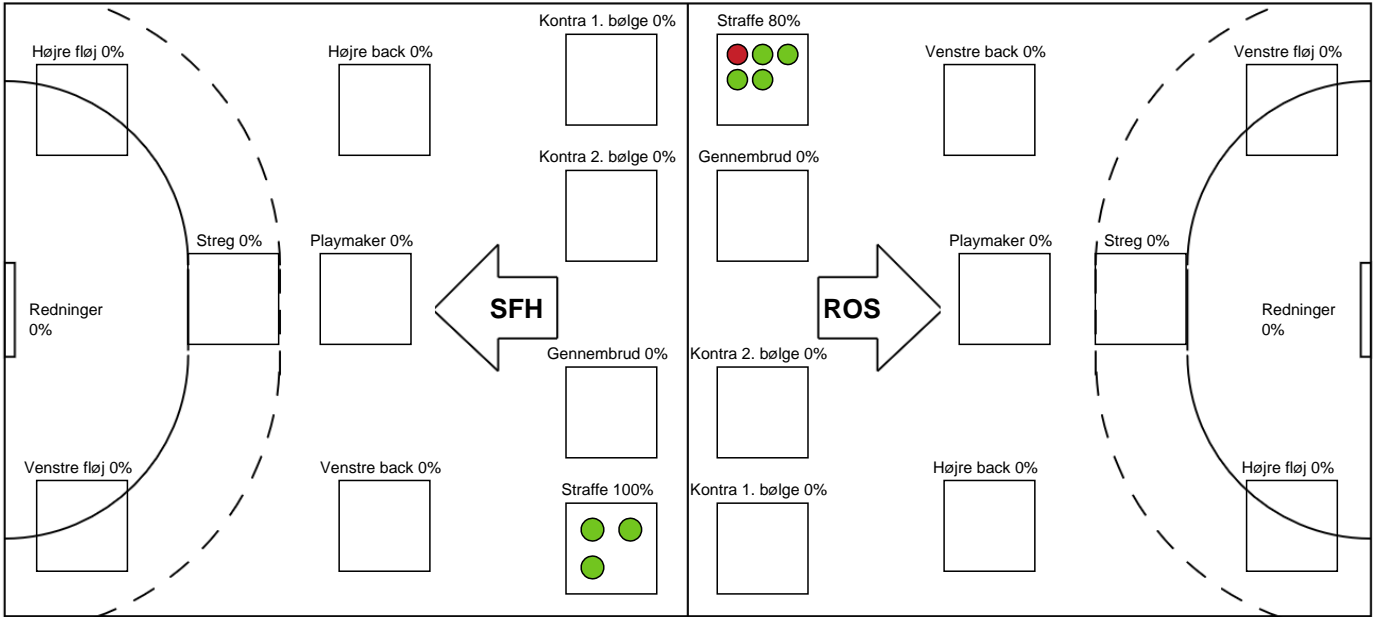 Kontra 1. bølge 0%
Straffe 80%
Højre fløj 0%
Højre back 0%
Venstre back 0%
Venstre fløj 0%
Kontra 2. bølge 0%
Gennembrud 0%
Streg 0%
Playmaker 0%
Playmaker 0%
Streg 0%
Redninger
0%
SFH
ROS
Redninger
0%
Gennembrud 0%
Kontra 2. bølge 0%
Venstre fløj 0%
Venstre back 0%
Højre back 0%
Højre fløj 0%
Straffe 100%
Kontra 1. bølge 0%